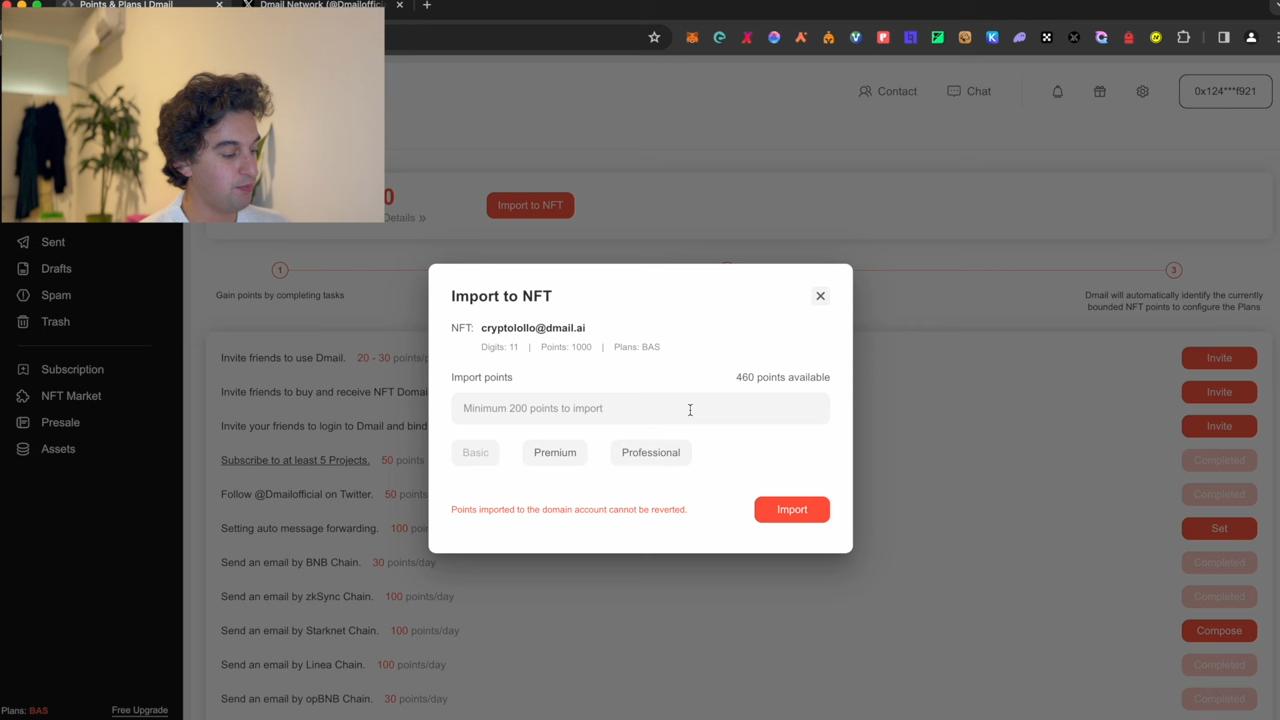 Points & Plans | Dmail
Dmail Network (@Dmailoffici
Contact
Chat
0x124***f921
0
Details »
Import to NFT
Sent
Drafts
Spam
Trash
Subscription
NFT Market
Presale
Assets
1
3
Gain points by completing tasks
Dmail will automatically identify the currently
bounded NFT points to configure the Plans
Import to NFT
NFT: cryptolollo@dmail.ai
Digits: 11 | Points: 1000 | Plans: BAS
Import points 460 points available
Minimum 200 points to import
Basic Premium Professional
Points imported to the domain account cannot be reverted. Import
Invite friends to use Dmail. 20 - 30 points/ Invite
Invite friends to buy and receive NFT Domai Invite
Invite your friends to login to Dmail and bind Invite
Subscribe to at least 5 Projects. 50 points Completed
Follow @Dmailofficial on Twitter. 50 points Completed
Setting auto message forwarding. 100 point Set
Send an email by BNB Chain. 30 points/day Completed
Send an email by zkSync Chain. 100 points/day Completed
Send an email by Starknet Chain. 100 points/day Compose
Send an email by Linea Chain. 100 points/day Completed
Send an email by opBNB Chain. 30 points/day Completed
Plans: BAS Free Upgrade